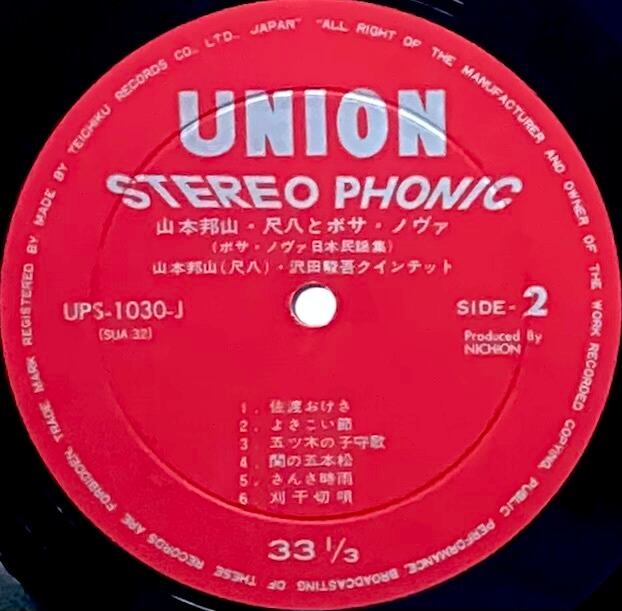 TRADE MARK REGISTERED BY MADE BY TEICHIKU RECORDS CO. LTD. JAPAN "ALL RIGHT OF THE MANUFACTURER AND OWNER OF THE WORK RECORDED COPYING, PUBLIC PERFORMANCE, BROADCASTING OF THESE RECORDS ARE FORBIDDEN.
UNION
STEREO PHONIC
山本邦山・尺八とボサ・ノヴァ
(ボサ・ノヴァ日本民謡集)
山本邦山(尺八)・沢田駿吾クインテット
UPS-1030-J
(SUA 32)
SIDE-2
Produced By
NICHION
1. 佐渡おけさ
2. よさこい節
3. 五ツ木の子守歌
4. 関の五本松
5. さんさ時雨
6. 刈干切唄
33 1/3